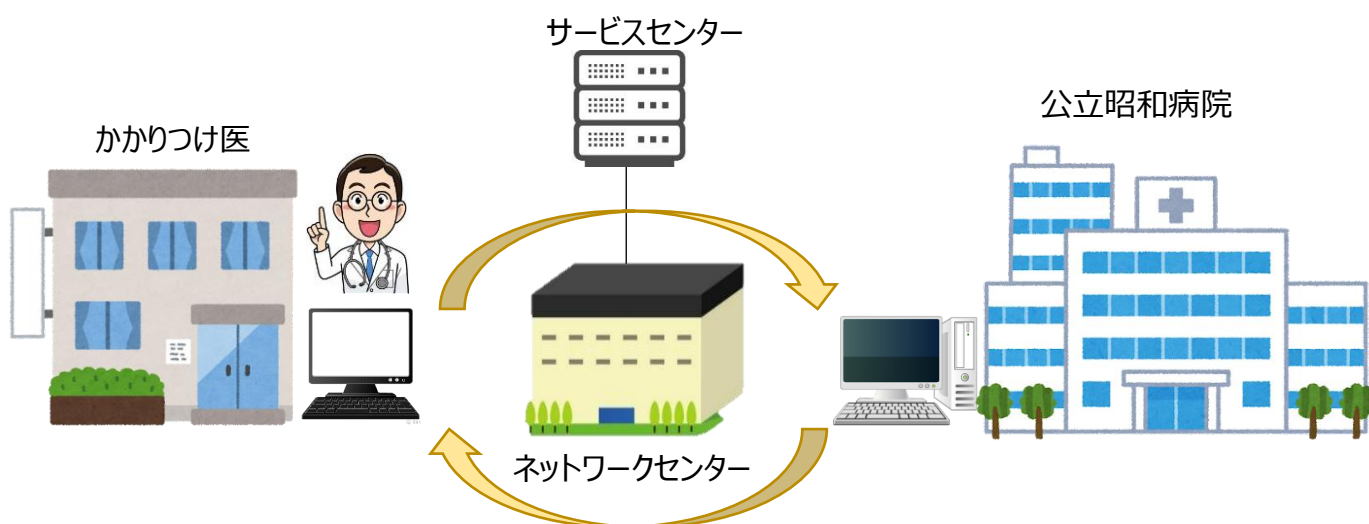 サービスセンター
公立昭和病院
かかりつけ医
ネットワークセンター